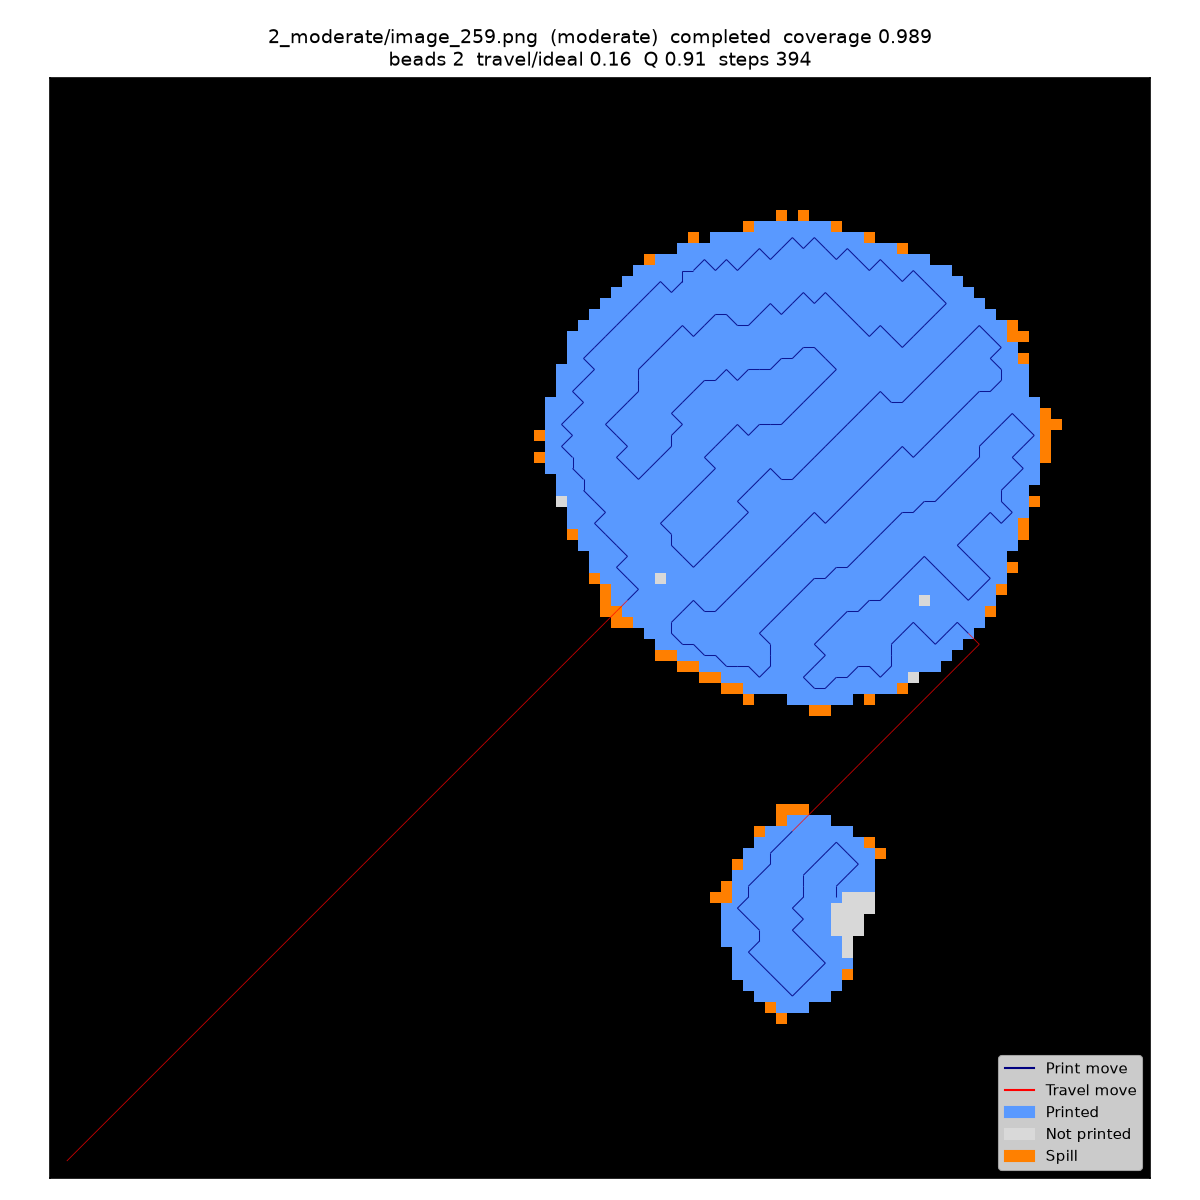 2_moderate/image_259.png  (moderate)  completed  coverage 0.989
beads 2  travel/ideal 0.16  Q 0.91  steps 394
Print move
Travel move
Printed
Not printed
Spill